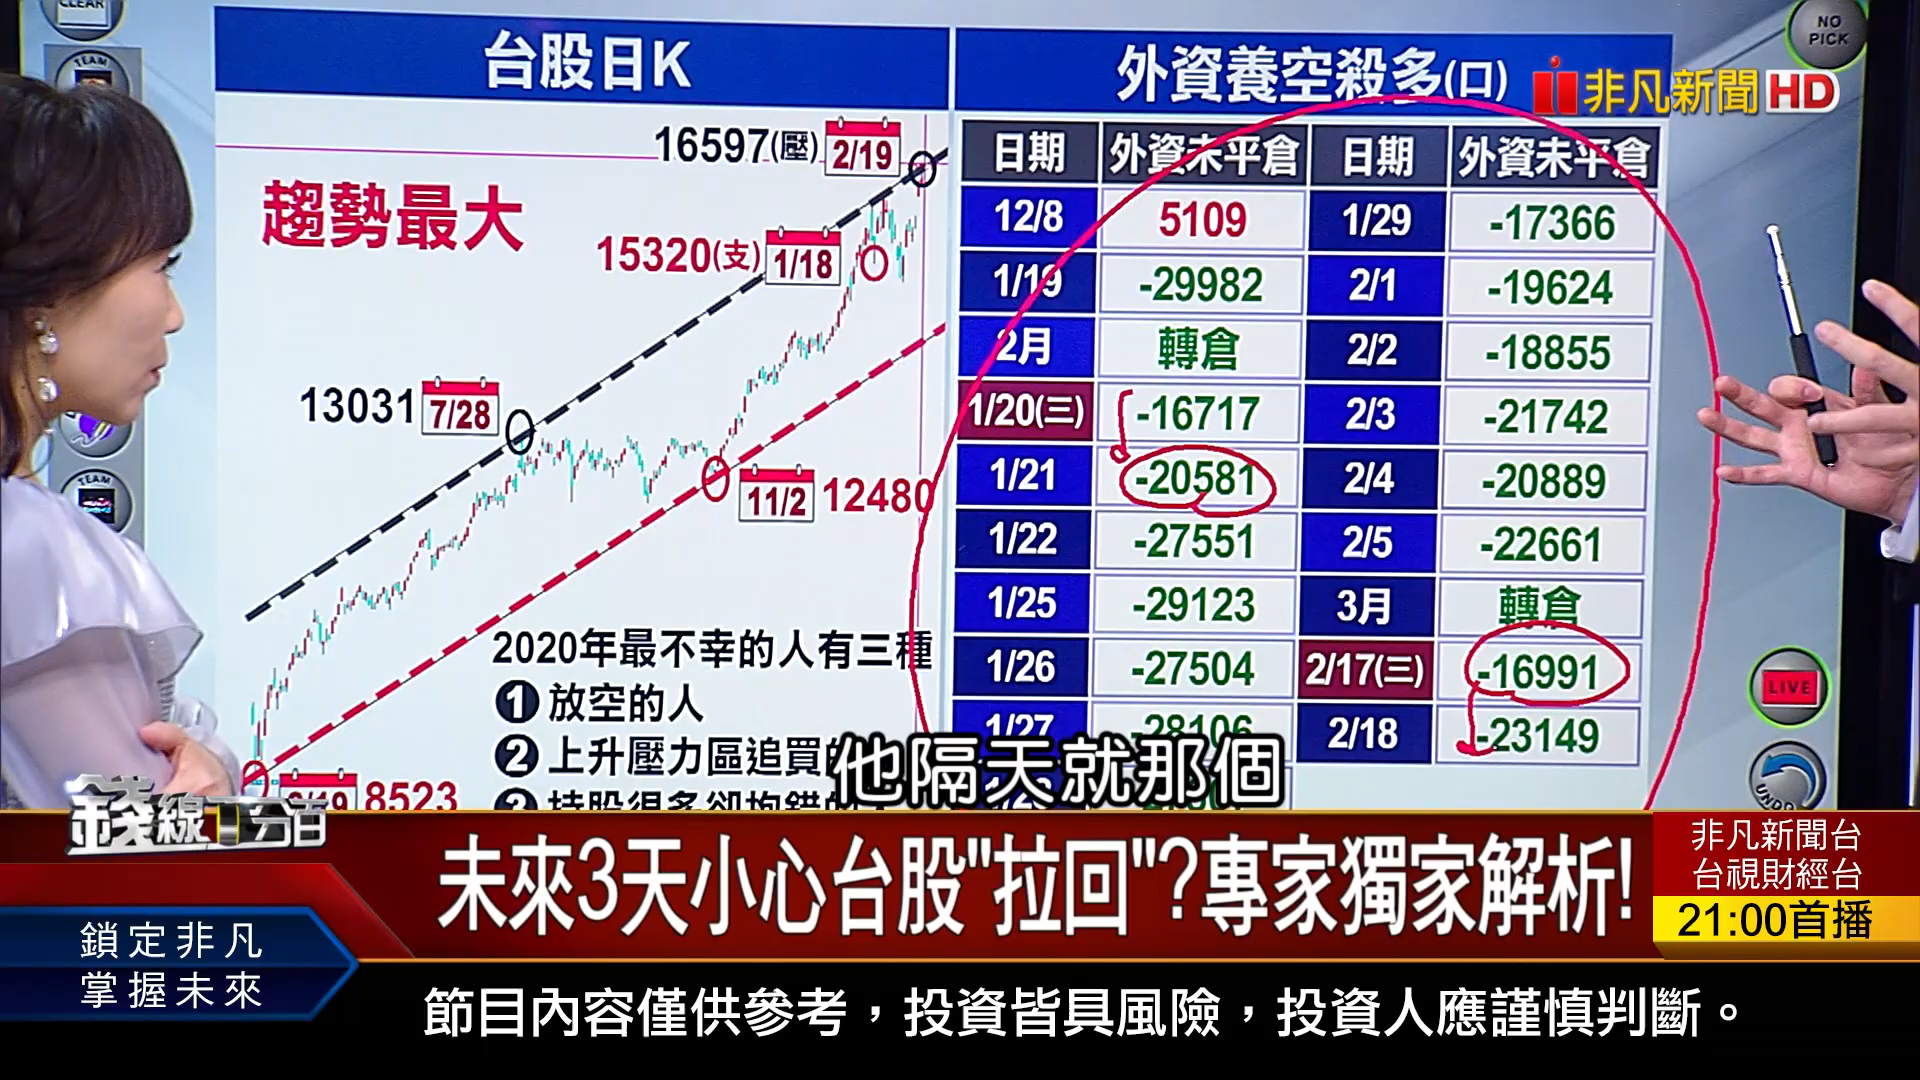 CLEAR
TEAM
TEAM
NO
PICK
台股日K
16597(壓)
2/19
趨勢最大
15320(支)
1/18
13031
7/28
11/2
12480
8523
2020年最不幸的人有三種
1 放空的人
2 上升壓力區追買
外資養空殺多(口)
非凡新聞HD
日期 外資未平倉 日期 外資未平倉
12/8 5109 1/29 -17366
1/19 -29982 2/1 -19624
2月 轉倉 2/2 -18855
1/20(三) -16717 2/3 -21742
1/21 -20581 2/4 -20889
1/22 -27551 2/5 -22661
1/25 -29123 3月 轉倉
1/26 -27504 2/17(三) -16991
1/27 -28106 2/18 -23149
LIVE
UNDO
他隔天就那個
錢線百分百
未來3天小心台股"拉回"?專家獨家解析!
非凡新聞台
台視財經台
21:00首播
鎖定非凡
掌握未來
節目內容僅供參考，投資皆具風險，投資人應謹慎判斷。